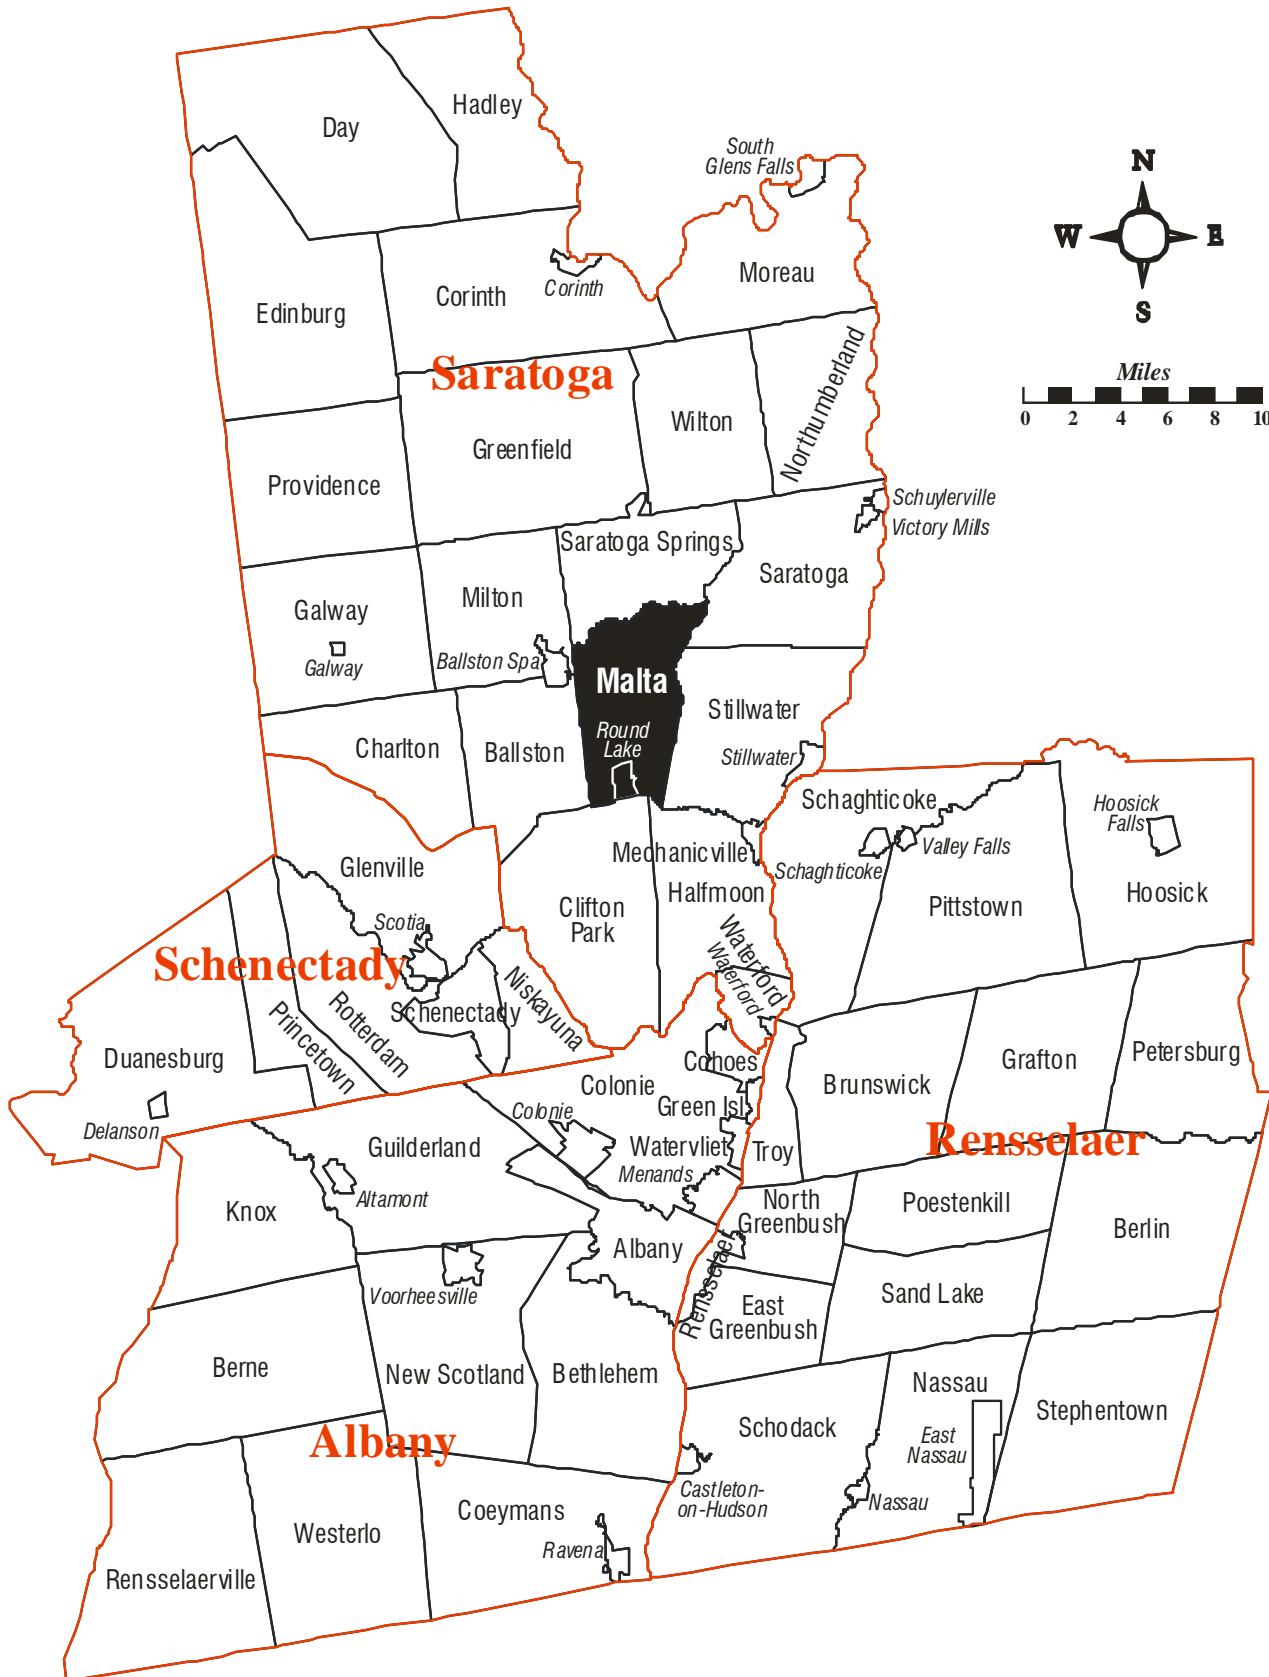 Hadley
Day
South
Glens Falls
N
W
E
S
Moreau
Corinth
Corinth
Edinburg
Saratoga
Miles
0 2 4 6 8 10
Northumberland
Wilton
Greenfield
Providence
Schuylerville
Victory Mills
Saratoga Springs
Saratoga
Milton
Galway
Galway
Ballston Spa
Malta
Stillwater
Round
Lake
Charlton
Ballston
Stillwater
Schaghticoke
Hoosick
Falls
Mechanicville
Valley Falls
Glenville
Schaghticoke
Halfmoon
Hoosick
Clifton
Park
Pittstown
Scotia
Waterford
Waterford
Schenectady
Niskayuna
Schenectady
Rotterdam
Princetown
Duanesburg
Cohoes
Grafton
Petersburg
Colonie
Brunswick
Green Isl
Colonie
Delanson
Rensselaer
Guilderland
Watervliet
Troy
Menands
Altamont
North
Greenbush
Poestenkill
Knox
Berlin
Albany
Rensselaer
Voorheesville
Sand Lake
East
Greenbush
Berne
New Scotland
Bethlehem
Nassau
Stephentown
Schodack
Albany
East
Nassau
Castleton-
on-Hudson
Nassau
Coeymans
Westerlo
Ravena
Rensselaerville